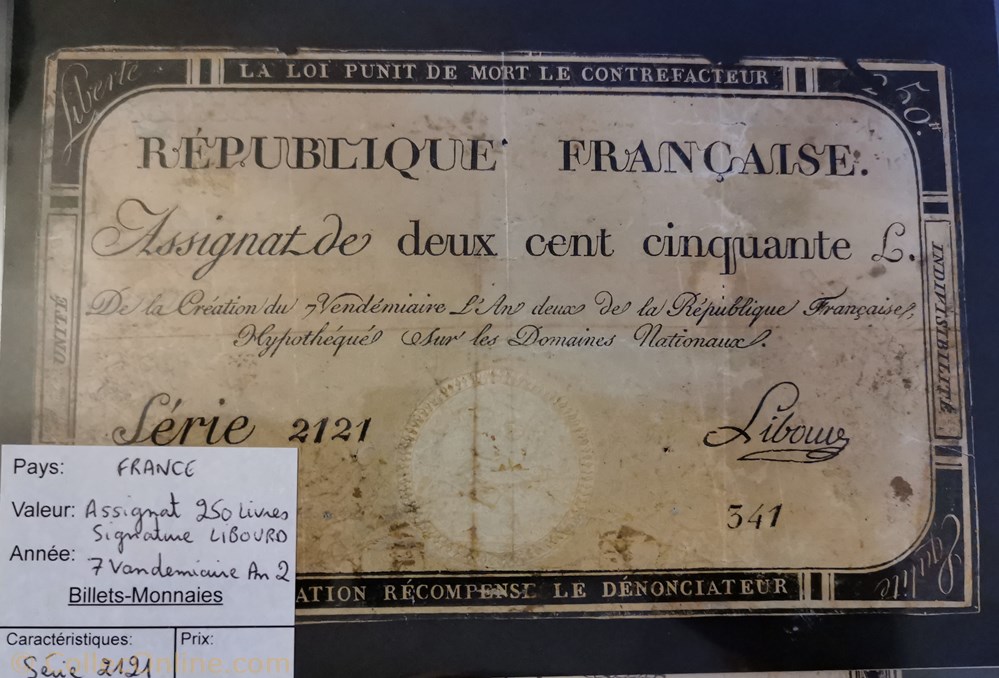 Liberté
LA LOI PUNIT DE MORT LE CONTREFACTEUR
250.#
RÉPUBLIQUE FRANÇAISE.
Assignat de deux cent cinquante L.
De la Création du 7 Vendémiaire L'An deux de la République Française,
Hypothéqué Sur les Domaines Nationaux.
UNITÉ
INDIVISIBILITÉ
Série 2121
Libour
341
ATION RÉCOMPENSE LE DÉNONCIATEUR
Egalité
Pays: FRANCE
Valeur: Assignat 250 Livres
Signature LIBOURD
Année: 7 Vandemiaire An 2
Billets-Monnaies
Caractéristiques:
Prix:
Série 2121